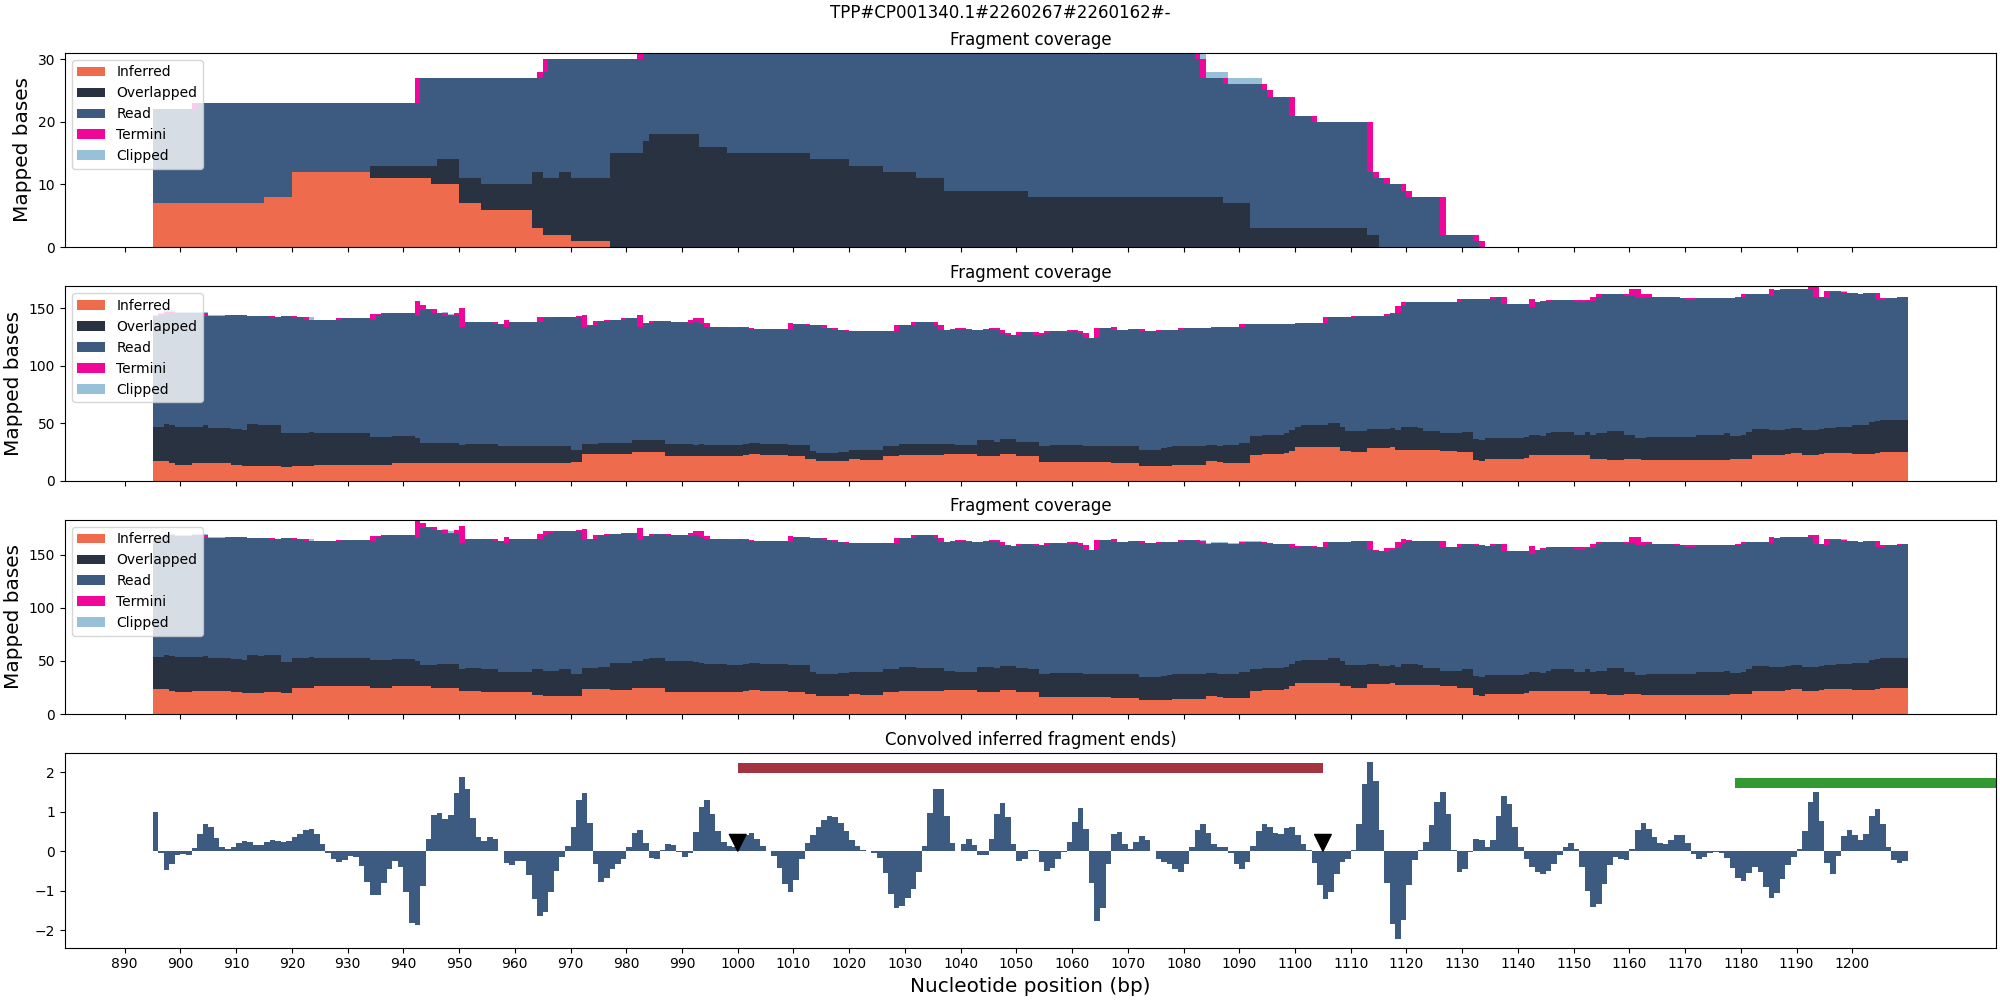 TPP#CP001340.1#2260267#2260162#-
Fragment coverage
Mapped bases
30
20
10
0
Inferred
Overlapped
Read
Termini
Clipped
Fragment coverage
Mapped bases
150
100
50
0
Inferred
Overlapped
Read
Termini
Clipped
Fragment coverage
Mapped bases
150
100
50
0
Inferred
Overlapped
Read
Termini
Clipped
Convolved inferred fragment ends)
2
1
0
−1
−2
890 900 910 920 930 940 950 960 970 980 990 1000 1010 1020 1030 1040 1050 1060 1070 1080 1090 1100 1110 1120 1130 1140 1150 1160 1170 1180 1190 1200
Nucleotide position (bp)